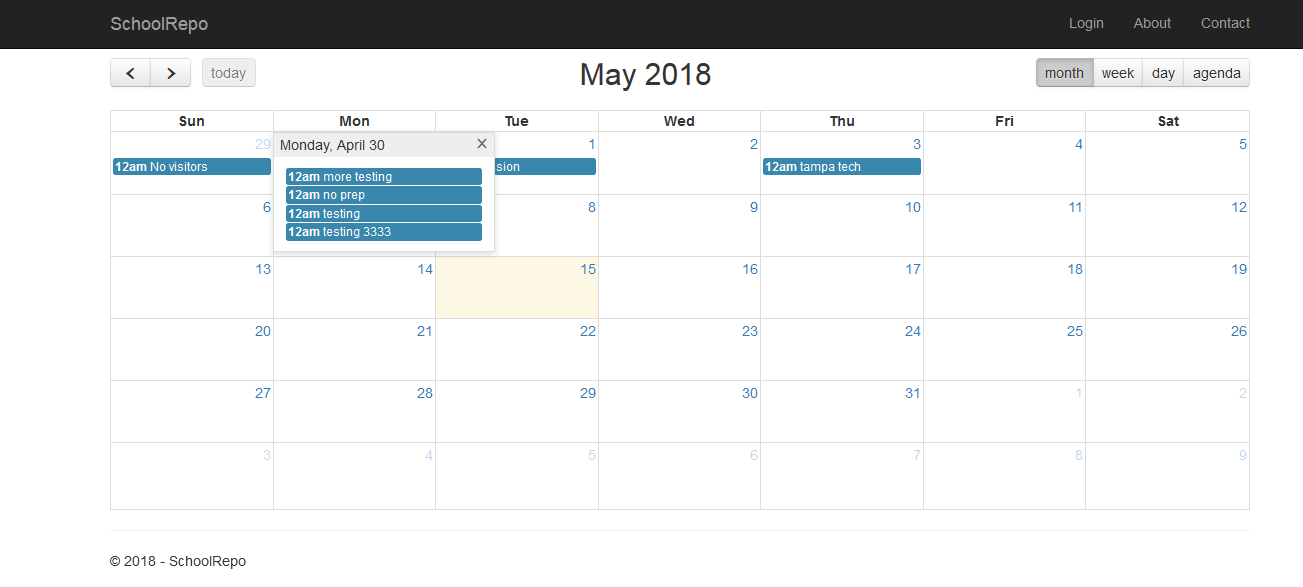 SchoolRepo Login About Contact
today May 2018 month week day agenda
Sun Mon Tue Wed Thu Fri Sat
29 Monday, April 30 1 2 3 4 5
12am No visitors 12am more testing sion 12am tampa tech
12am no prep
6 12am testing 8 9 10 11 12
12am testing 3333
13 14 15 16 17 18 19
20 21 22 23 24 25 26
27 28 29 30 31 1 2
3 4 5 6 7 8 9
© 2018 - SchoolRepo